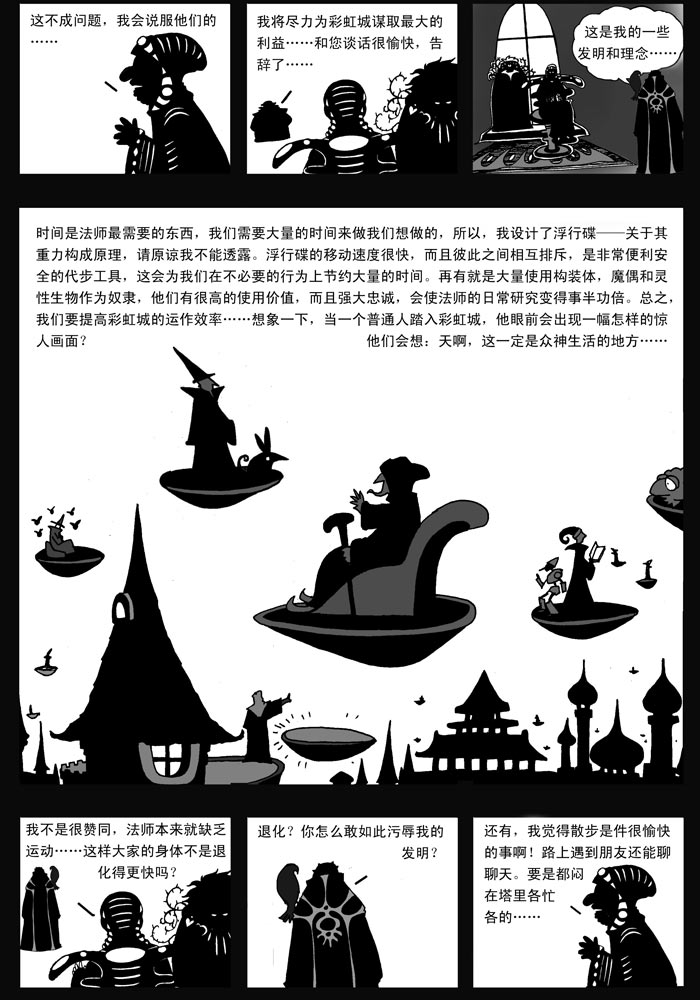 这不成问题，我会说服他们的
……
我将尽力为彩虹城谋取最大的
利益……和您谈话很愉快，告
辞了……
这是我的一些
发明和理念……
时间是法师最需要的东西，我们需要大量的时间来做我们想做的，所以，我设计了浮行碟——关于其
重力构成原理，请原谅我不能透露。浮行碟的移动速度很快，而且彼此之间相互排斥，是非常便利安
全的代步工具，这会为我们在不必要的行为上节约大量的时间。再有就是大量使用构装体，魔偶和灵
性生物作为奴隶，他们有很高的使用价值，而且强大忠诚，会使法师的日常研究变得事半功倍。总之，
我们要提高彩虹城的运作效率……想象一下，当一个普通人踏入彩虹城，他眼前会出现一幅怎样的惊
人画面？ 他们会想：天啊，这一定是众神生活的地方……
我不是很赞同，法师本来就缺乏
运动……这样大家的身体不是退
化得更快吗？
退化？你怎么敢如此污辱我的
发明？
还有，我觉得散步是件很愉快
的事啊！路上遇到朋友还能聊
聊天。要是都闷
在塔里各忙
各的……